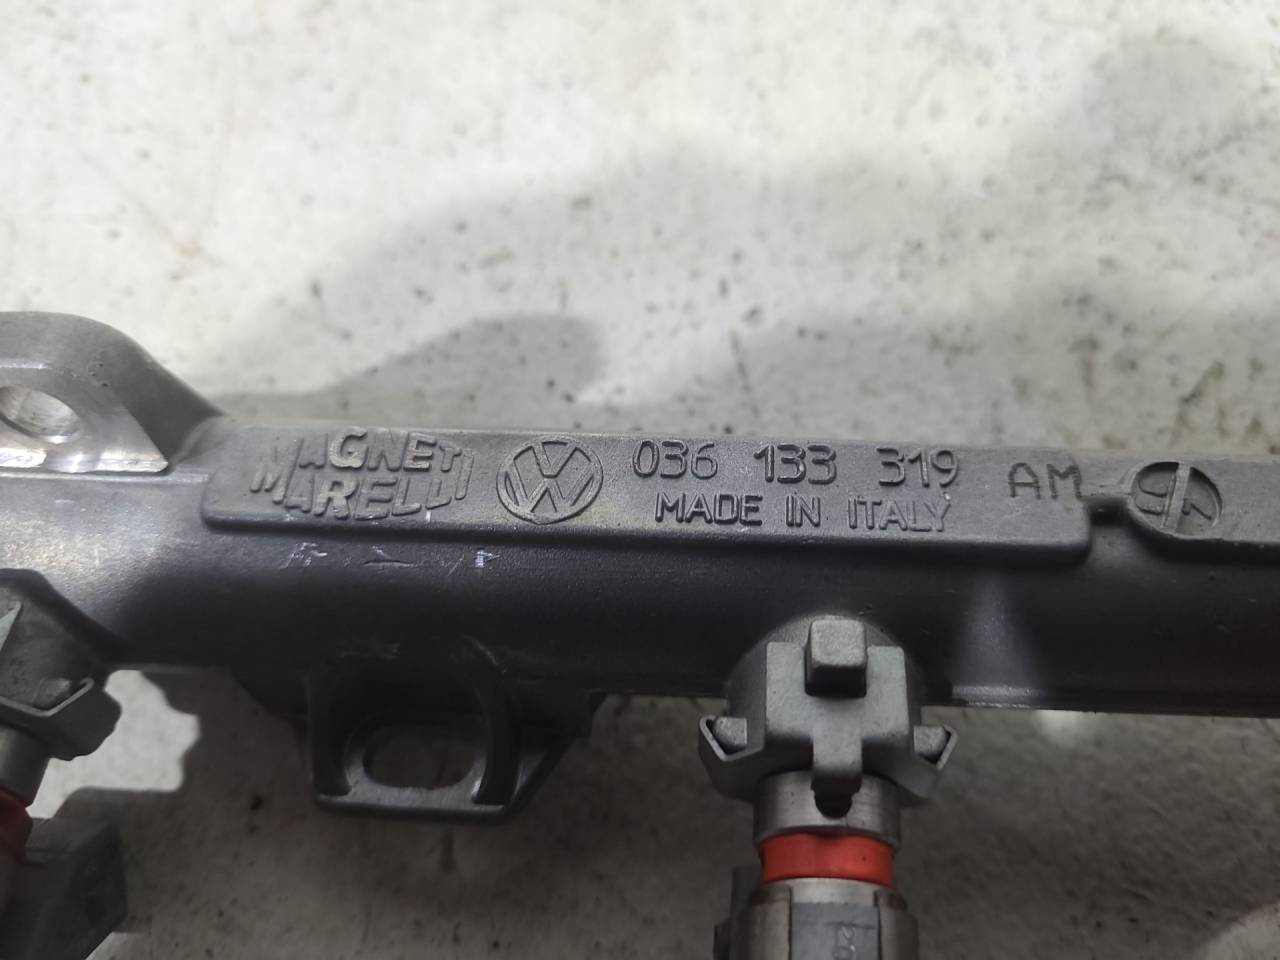 MAGNETI
MARELLI
036 133 319 AM
MADE IN ITALY